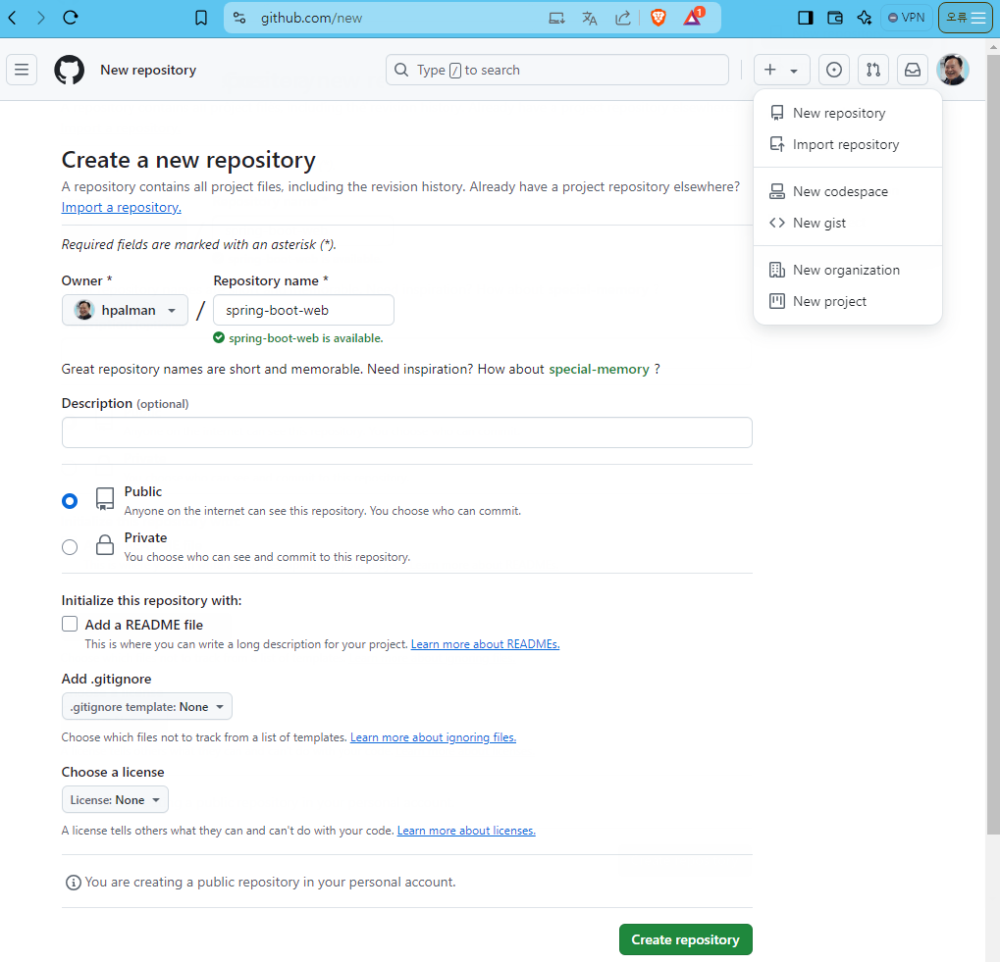 github.com/new
1
VPN
오류
New repository
Type / to search
New repository
Import repository
New codespace
New gist
New organization
New project
Create a new repository
A repository contains all project files, including the revision history. Already have a project repository elsewhere?
Import a repository.
Required fields are marked with an asterisk (*).
Owner * Repository name *
hpalman / spring-boot-web
spring-boot-web is available.
Great repository names are short and memorable. Need inspiration? How about special-memory ?
Description (optional)
Public
Anyone on the internet can see this repository. You choose who can commit.
Private
You choose who can see and commit to this repository.
Initialize this repository with:
Add a README file
This is where you can write a long description for your project. Learn more about READMEs.
Add .gitignore
.gitignore template: None
Choose which files not to track from a list of templates. Learn more about ignoring files.
Choose a license
License: None
A license tells others what they can and can't do with your code. Learn more about licenses.
You are creating a public repository in your personal account.
Create repository